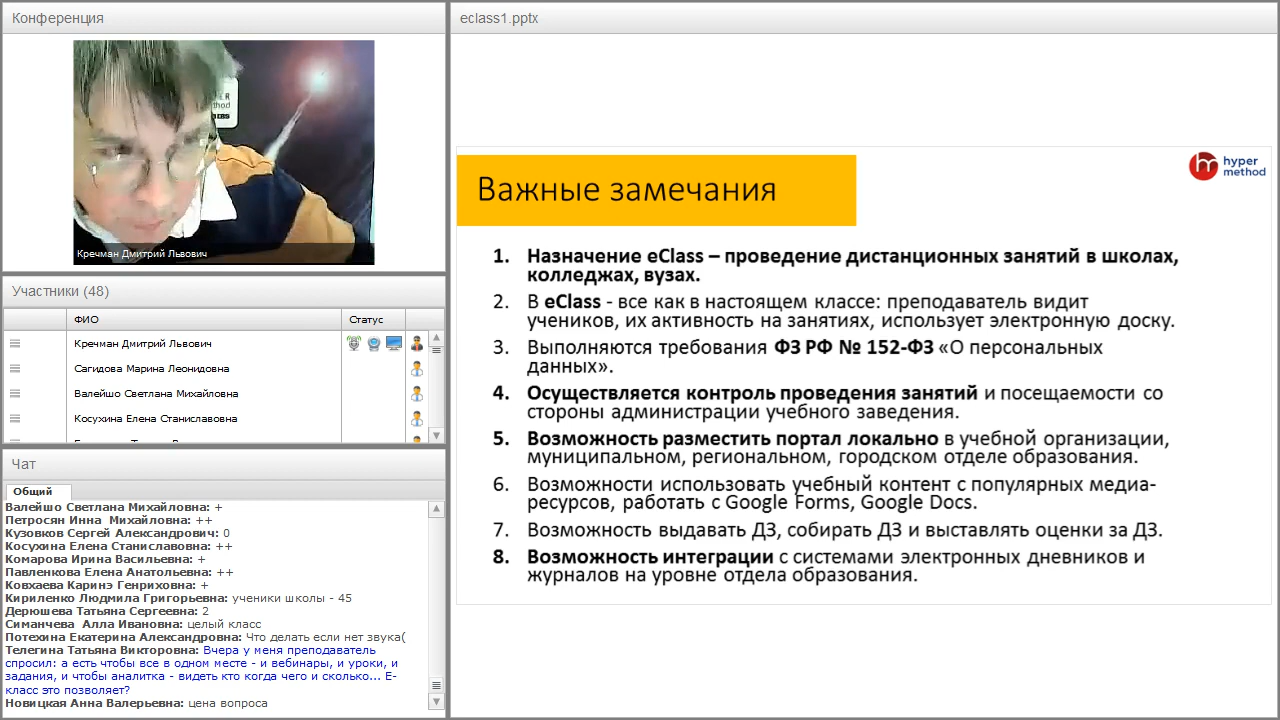 Конференция
R
thod
Кречман Дмитрий Львович
Участники (48)
ФИО
Статус
Кречман Дмитрий Львович
Сагидова Марина Леонидовна
Валейшо Светлана Михайловна
Косухина Елена Станиславовна
Чат
Общий
Валейшо Светлана Михайловна: +
Петросян Инна  Михайловна: ++
Кузовков Сергей Александрович: 0
Косухина Елена Станиславовна: ++
Комарова Ирина Васильевна: +
Павленкова Елена Анатольевна: ++
Ковхаева Каринэ Генриховна: +
Кириленко Людмила Григорьевна: ученики школы - 45
Дерюшева Татьяна Сергеевна: 2
Симанчева  Алла Ивановна: целый класс
Потехина Екатерина Александровна: Что делать если нет звука(
Телегина Татьяна Викторовна: Вчера у меня преподаватель
спросил: а есть чтобы все в одном месте - и вебинары, и уроки, и
задания, и чтобы аналитка - видеть кто когда чего и сколько... Е-
класс это позволяет?
Новицкая Анна Валерьевна: цена вопроса
eclass1.pptx
hyper
method
Важные замечания
1. Назначение eClass – проведение дистанционных занятий в школах,
колледжах, вузах.
2. В eClass - все как в настоящем классе: преподаватель видит
учеников, их активность на занятиях, использует электронную доску.
3. Выполняются требования ФЗ РФ № 152-ФЗ «О персональных
данных».
4. Осуществляется контроль проведения занятий и посещаемости со
стороны администрации учебного заведения.
5. Возможность разместить портал локально в учебной организации,
муниципальном, региональном, городском отделе образования.
6. Возможности использовать учебный контент с популярных медиа-
ресурсов, работать с Google Forms, Google Docs.
7. Возможность выдавать ДЗ, собирать ДЗ и выставлять оценки за ДЗ.
8. Возможность интеграции с системами электронных дневников и
журналов на уровне отдела образования.